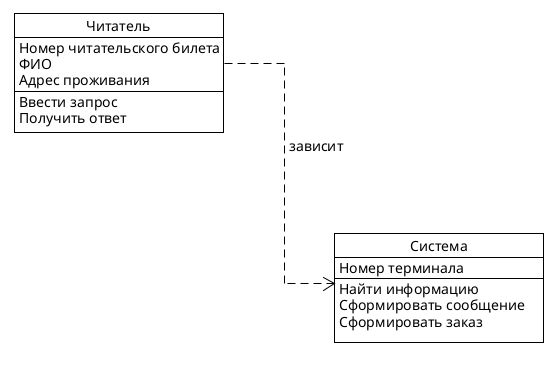 Читатель
Номер читательского билета
ФИО
Адрес проживания
Ввести запрос
Получить ответ
зависит
Система
Номер терминала
Найти информацию
Сформировать сообщение
Сформировать заказ